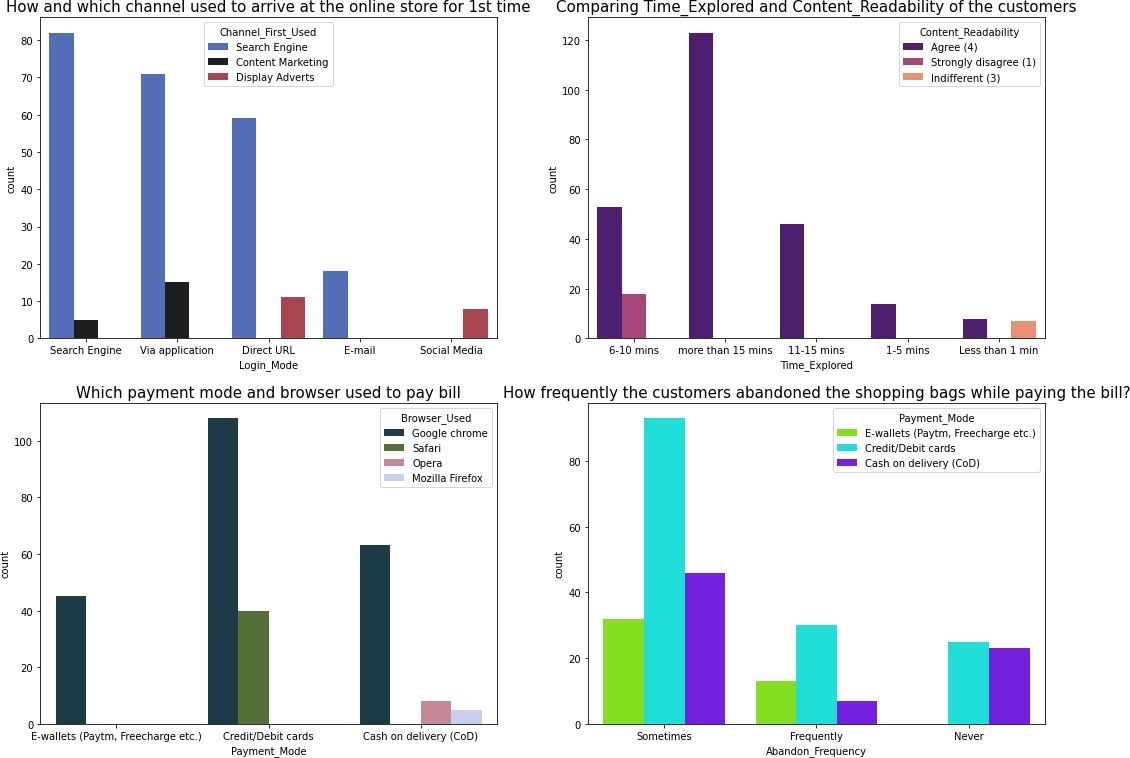 How and which channel used to arrive at the online store for 1st time
Channel_First_Used
Search Engine
Content Marketing
Display Adverts
80
70
60
50
40
30
20
10
0
count
Search Engine Via application Direct URL E-mail Social Media
Login_Mode
Comparing Time_Explored and Content_Readability of the customers
Content_Readability
Agree (4)
Strongly disagree (1)
Indifferent (3)
120
100
80
60
40
20
0
count
6-10 mins more than 15 mins 11-15 mins 1-5 mins Less than 1 min
Time_Explored
Which payment mode and browser used to pay bill
Browser_Used
Google chrome
Safari
Opera
Mozilla Firefox
100
80
60
40
20
0
count
E-wallets (Paytm, Freecharge etc.) Credit/Debit cards Cash on delivery (CoD)
Payment_Mode
How frequently the customers abandoned the shopping bags while paying the bill?
Payment_Mode
E-wallets (Paytm, Freecharge etc.)
Credit/Debit cards
Cash on delivery (CoD)
80
60
40
20
0
count
Sometimes Frequently Never
Abandon_Frequency